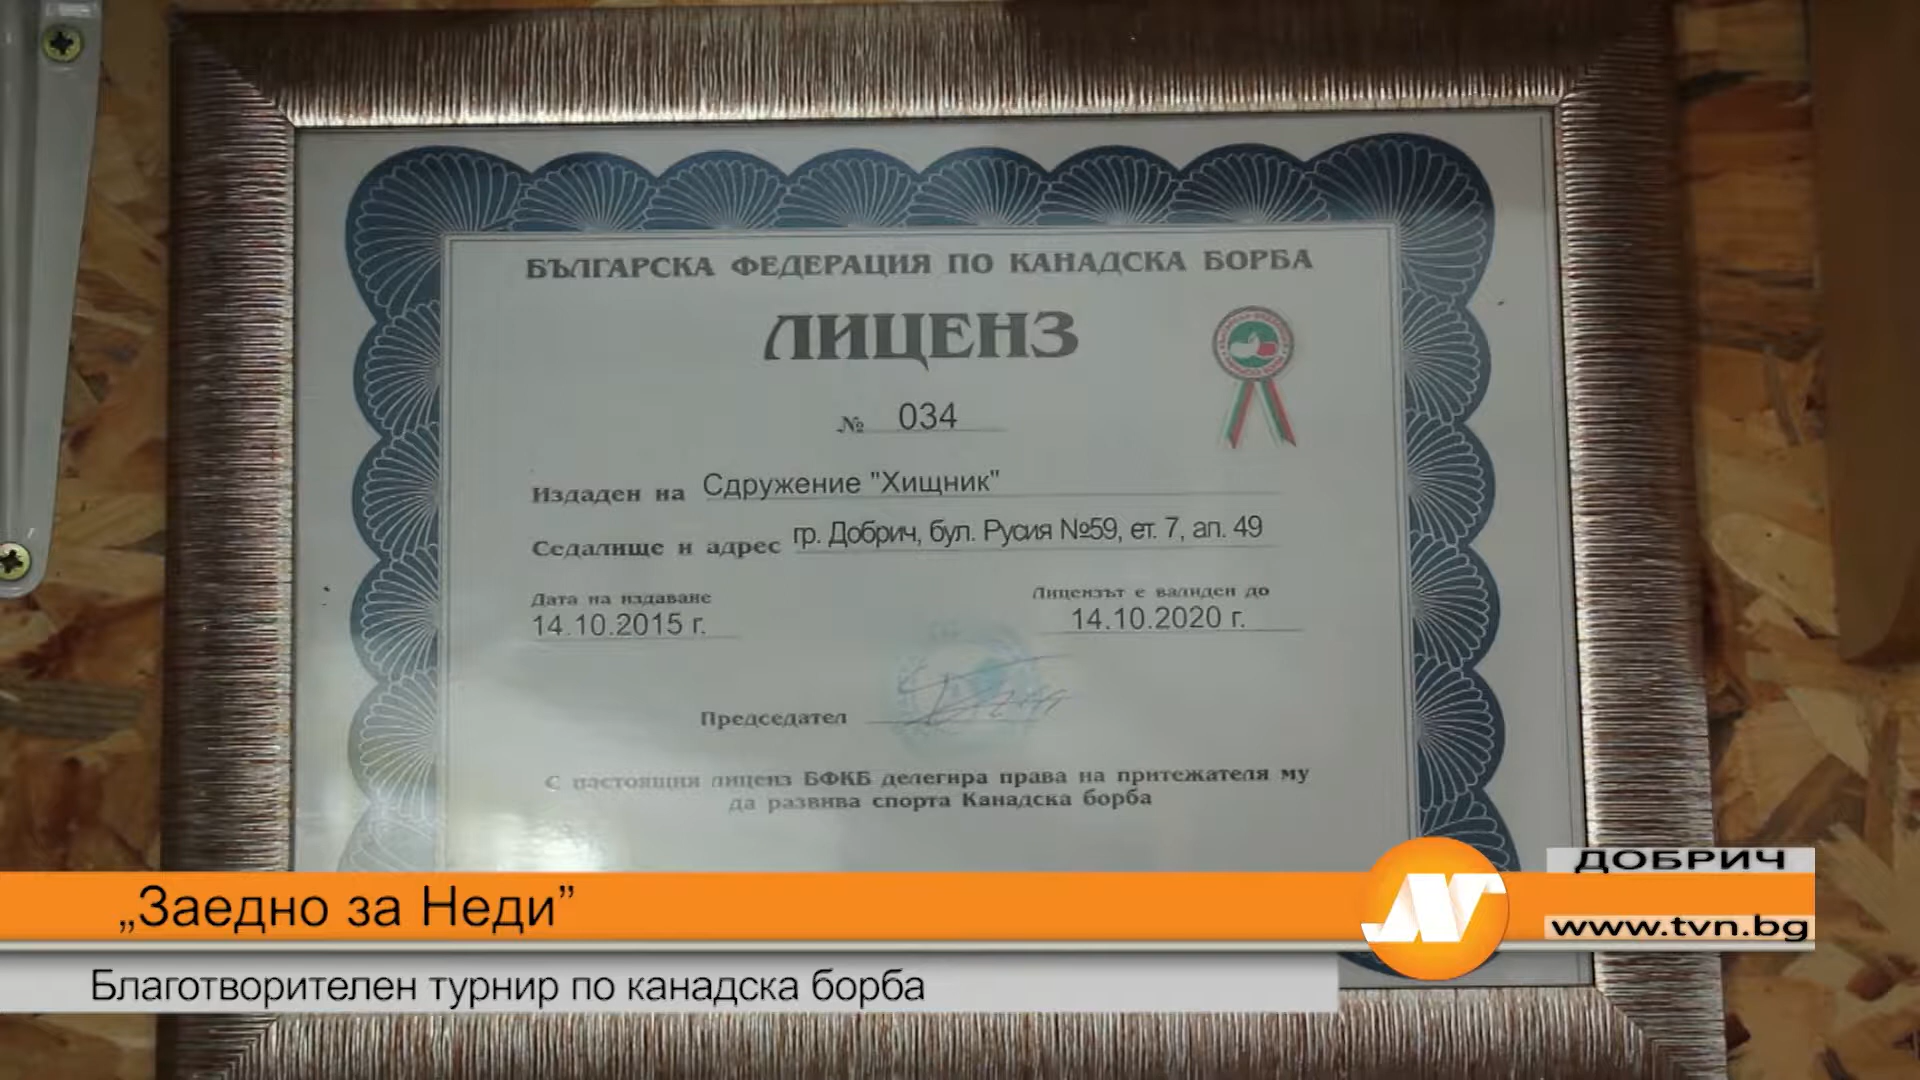 БЪЛГАРСКА ФЕДЕРАЦИЯ ПО КАНАДСКА БОРБА
ЛИЦЕНЗ
№ 034
Издаден на Сдружение "Хищник"
Седалище и адрес гр. Добрич, бул. Русия №59, ет. 7, ап. 49
Дата на издаване
14.10.2015 г.
Лицензът е валиден до
14.10.2020 г.
Председател
С настоящия лиценз БФКБ делегира права на притежателя му
да развива спорта Канадска борба
„Заедно за Неди”
ДОБРИЧ
www.tvn.bg
Благотворителен турнир по канадска борба